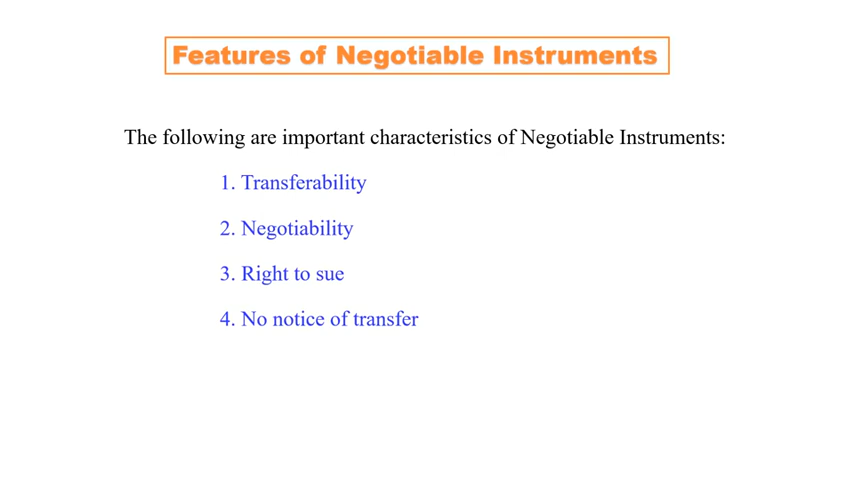 Features of Negotiable Instruments
The following are important characteristics of Negotiable Instruments:
1. Transferability
2. Negotiability
3. Right to sue
4. No notice of transfer